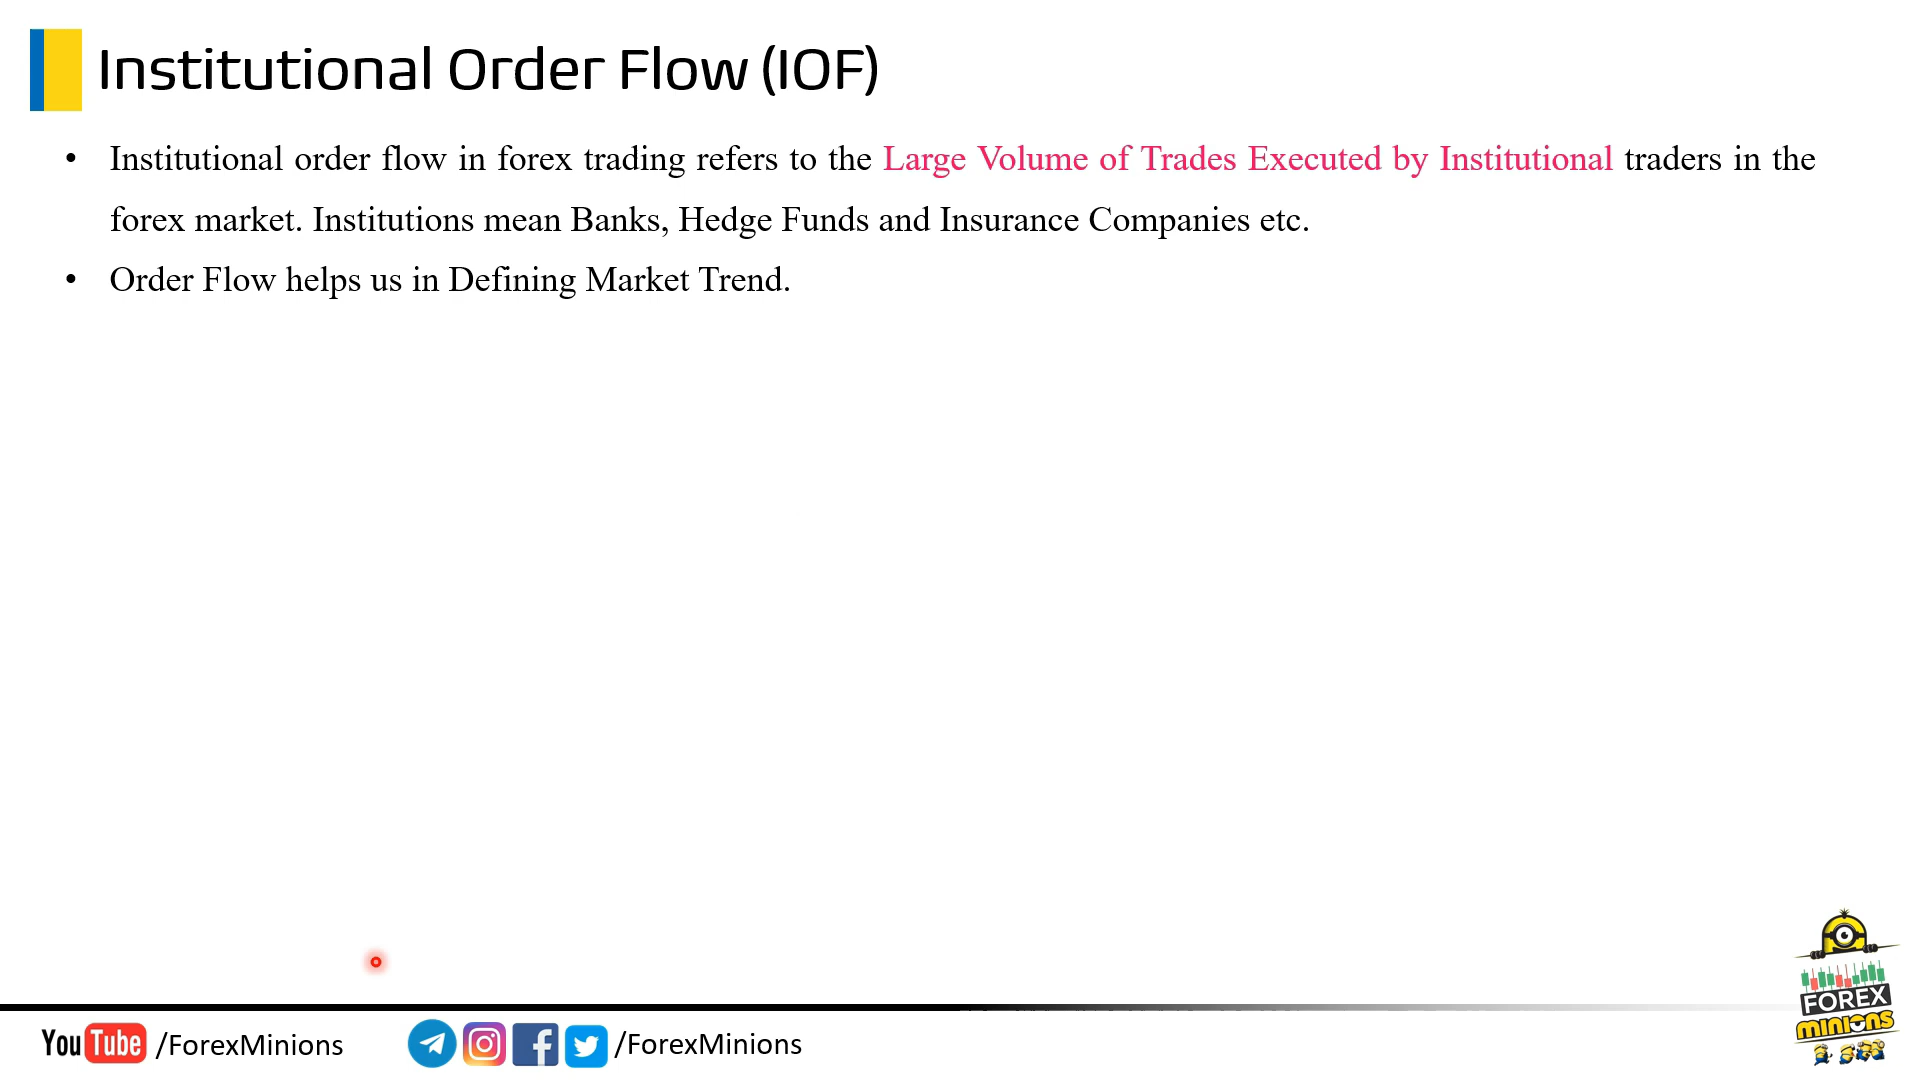 Institutional Order Flow (IOF)
• Institutional order flow in forex trading refers to the Large Volume of Trades Executed by Institutional traders in the
forex market. Institutions mean Banks, Hedge Funds and Insurance Companies etc.
• Order Flow helps us in Defining Market Trend.
FOREX
MINIONS
YouTube /ForexMinions
/ForexMinions